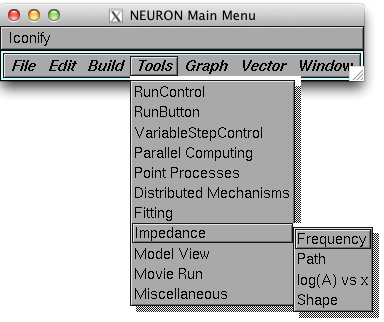 NEURON Main Menu
Iconify
File Edit Build Tools Graph Vector Window
RunControl
RunButton
VariableStepControl
Parallel Computing
Point Processes
Distributed Mechanisms
Fitting
Impedance
Frequency
Model View
Path
Movie Run
log(A) vs x
Miscellaneous
Shape